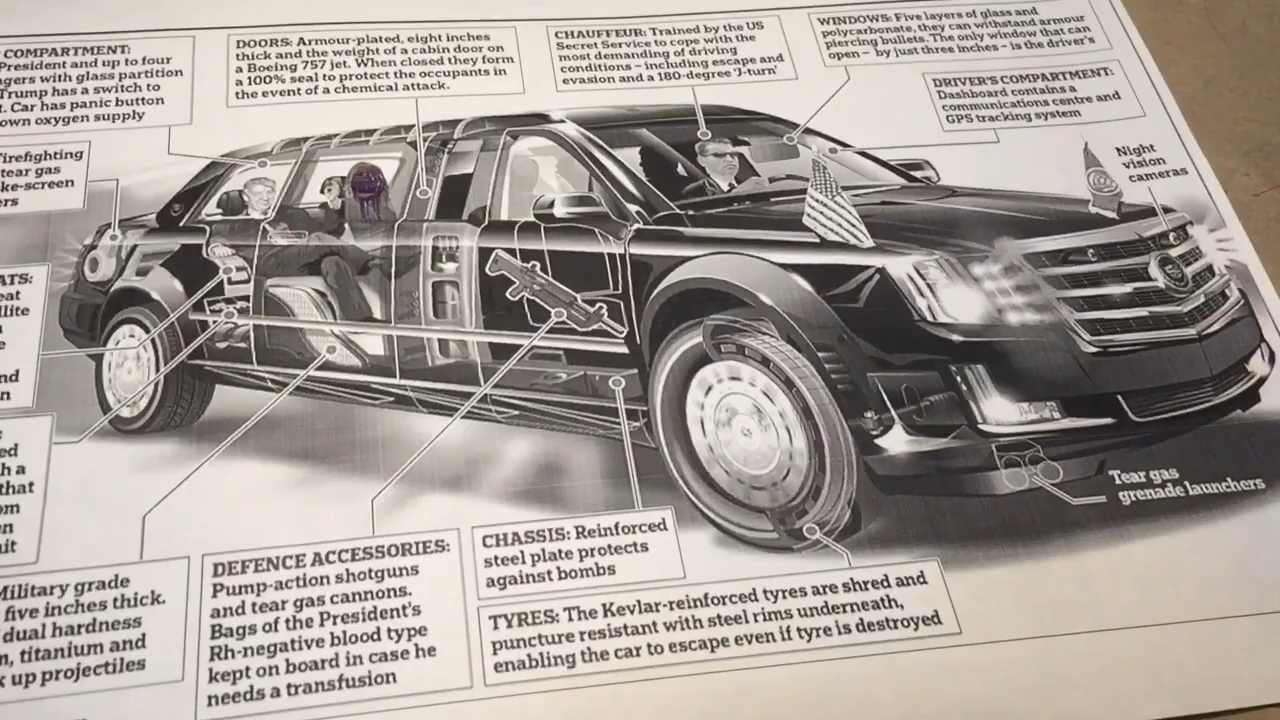 COMPARTMENT:
President and up to four
gers with glass partition
Trump has a switch to
t. Car has panic button
own oxygen supply
DOORS: Armour-plated, eight inches
thick and the weight of a cabin door on
a Boeing 757 jet. When closed they form
a 100% seal to protect the occupants in
the event of a chemical attack.
CHAUFFEUR: Trained by the US
Secret Service to cope with the
most demanding of driving
conditions – including escape and
evasion and a 180-degree 'J-turn'
WINDOWS: Five layers of glass and
polycarbonate, they can withstand armour
piercing bullets. The only window that can
open – by just three inches – is the driver's
DRIVER'S COMPARTMENT:
Dashboard contains a
communications centre and
GPS tracking system
Night
vision
cameras
firefighting
tear gas
ke-screen
ers
ATS:
eat
llite
e
nd
n
ed
h a
that
om
n
it
Military grade
five inches thick.
dual hardness
m, titanium and
k up projectiles
DEFENCE ACCESSORIES:
Pump-action shotguns
and tear gas cannons.
Bags of the President's
Rh-negative blood type
kept on board in case he
needs a transfusion
CHASSIS: Reinforced
steel plate protects
against bombs
TYRES: The Kevlar-reinforced tyres are shred and
puncture resistant with steel rims underneath,
enabling the car to escape even if tyre is destroyed
Tear gas
grenade launchers